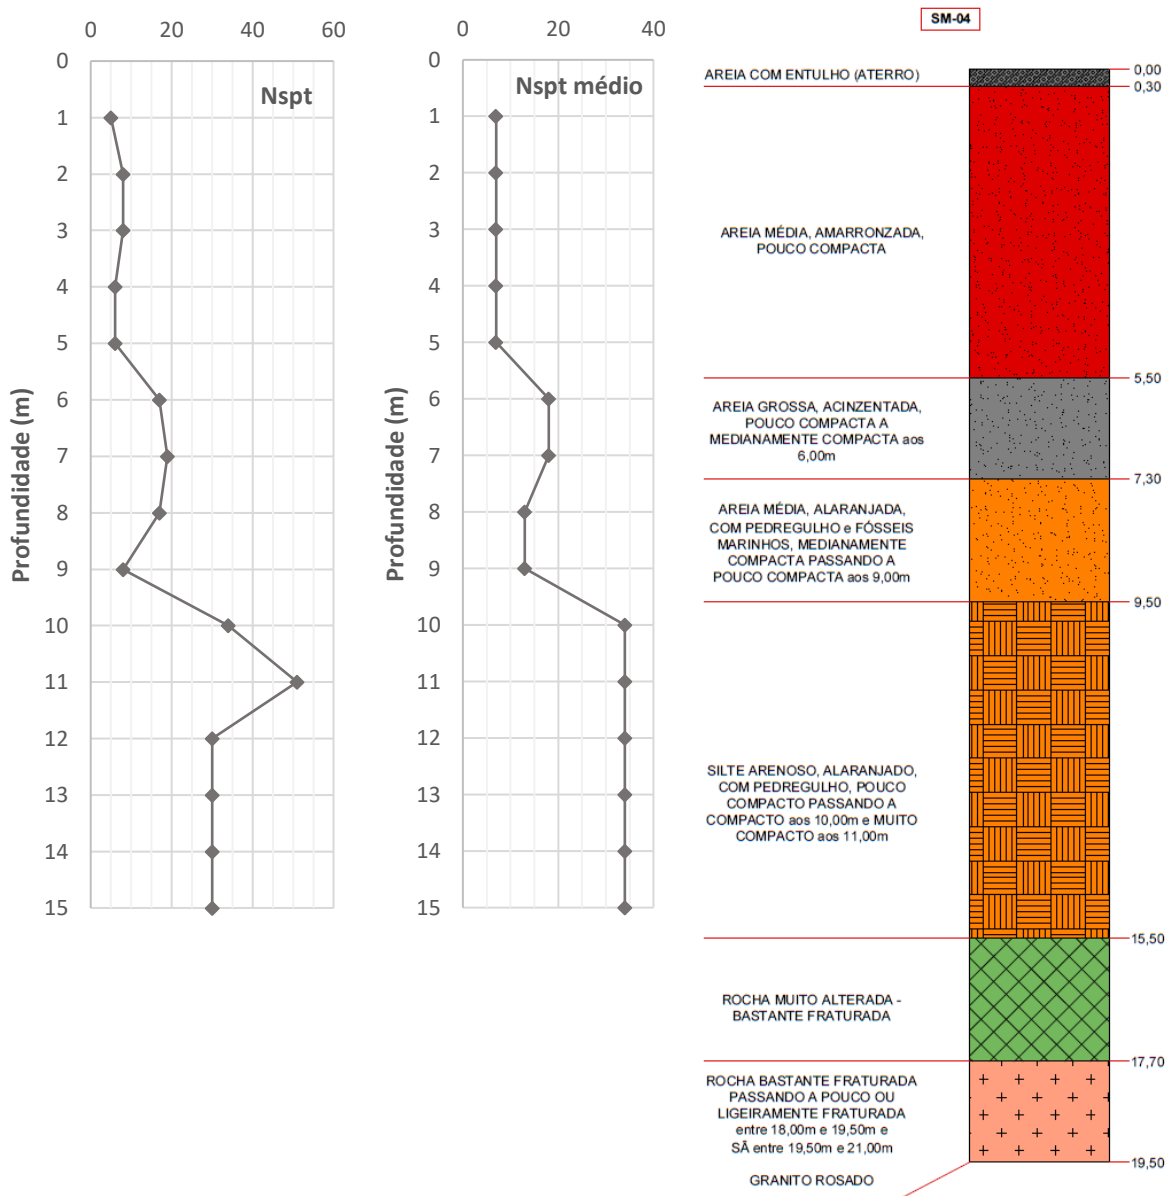 0 20 40 60
Nspt
0
1
2
3
4
5
6
7
8
9
10
11
12
13
14
15
Profundidade (m)
0 20 40
Nspt médio
0
1
2
3
4
5
6
7
8
9
10
11
12
13
14
15
Profundidade (m)
SM-04
AREIA COM ENTULHO (ATERRO)
0,00
0,30
AREIA MÉDIA, AMARRONZADA,
POUCO COMPACTA
5,50
AREIA GROSSA, ACINZENTADA,
POUCO COMPACTA A
MEDIANAMENTE COMPACTA aos
6,00m
7,30
AREIA MÉDIA, ALARANJADA,
COM PEDREGULHO e FÓSSEIS
MARINHOS, MEDIANAMENTE
COMPACTA PASSANDO A
POUCO COMPACTA aos 9,00m
9,50
SILTE ARENOSO, ALARANJADO,
COM PEDREGULHO, POUCO
COMPACTO PASSANDO A
COMPACTO aos 10,00m e MUITO
COMPACTO aos 11,00m
15,50
ROCHA MUITO ALTERADA -
BASTANTE FRATURADA
17,70
ROCHA BASTANTE FRATURADA
PASSANDO A POUCO OU
LIGEIRAMENTE FRATURADA
entre 18,00m e 19,50m e
SÃ entre 19,50m e 21,00m
19,50
GRANITO ROSADO